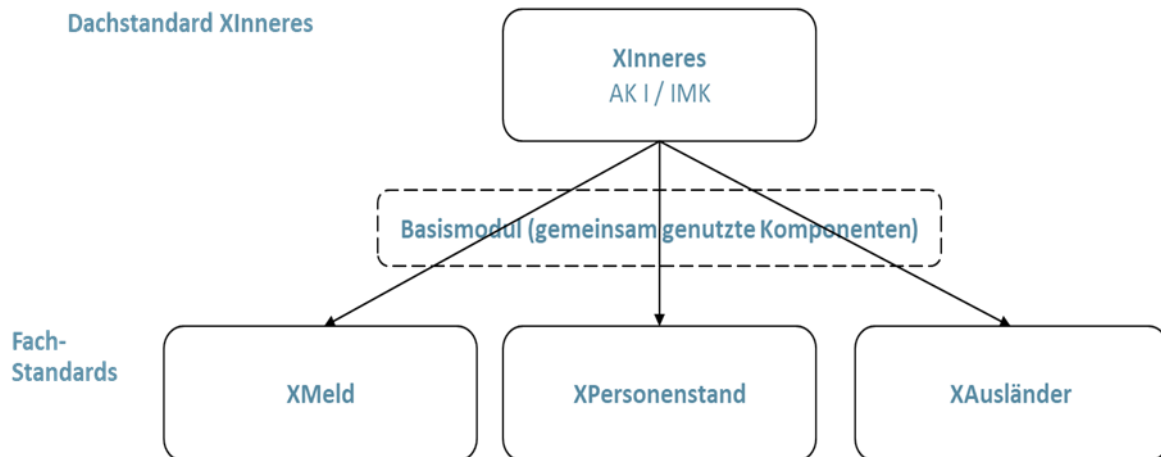 Dachstandard XInneres
XInneres
AK I / IMK
Basismodul (gemeinsam genutzte Komponenten)
Fach-
Standards
XMeld
XPersonenstand
XAusländer